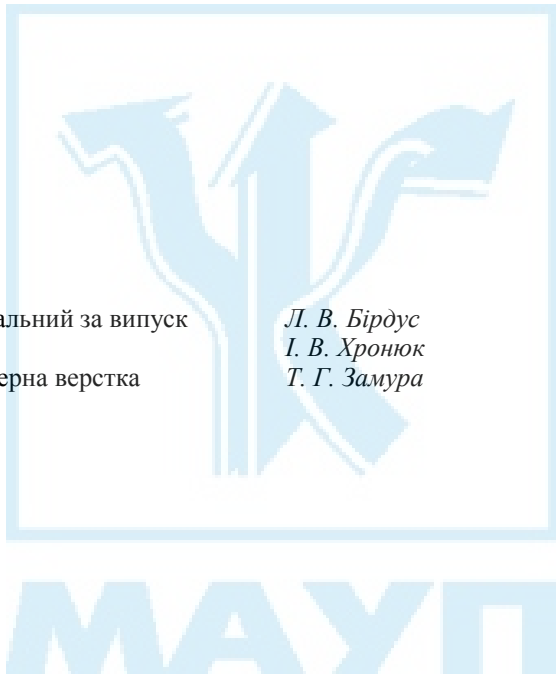 альний за випуск Л. В. Бірдус
І. В. Хронюк
ерна верстка Т. Г. Замура
МАУП